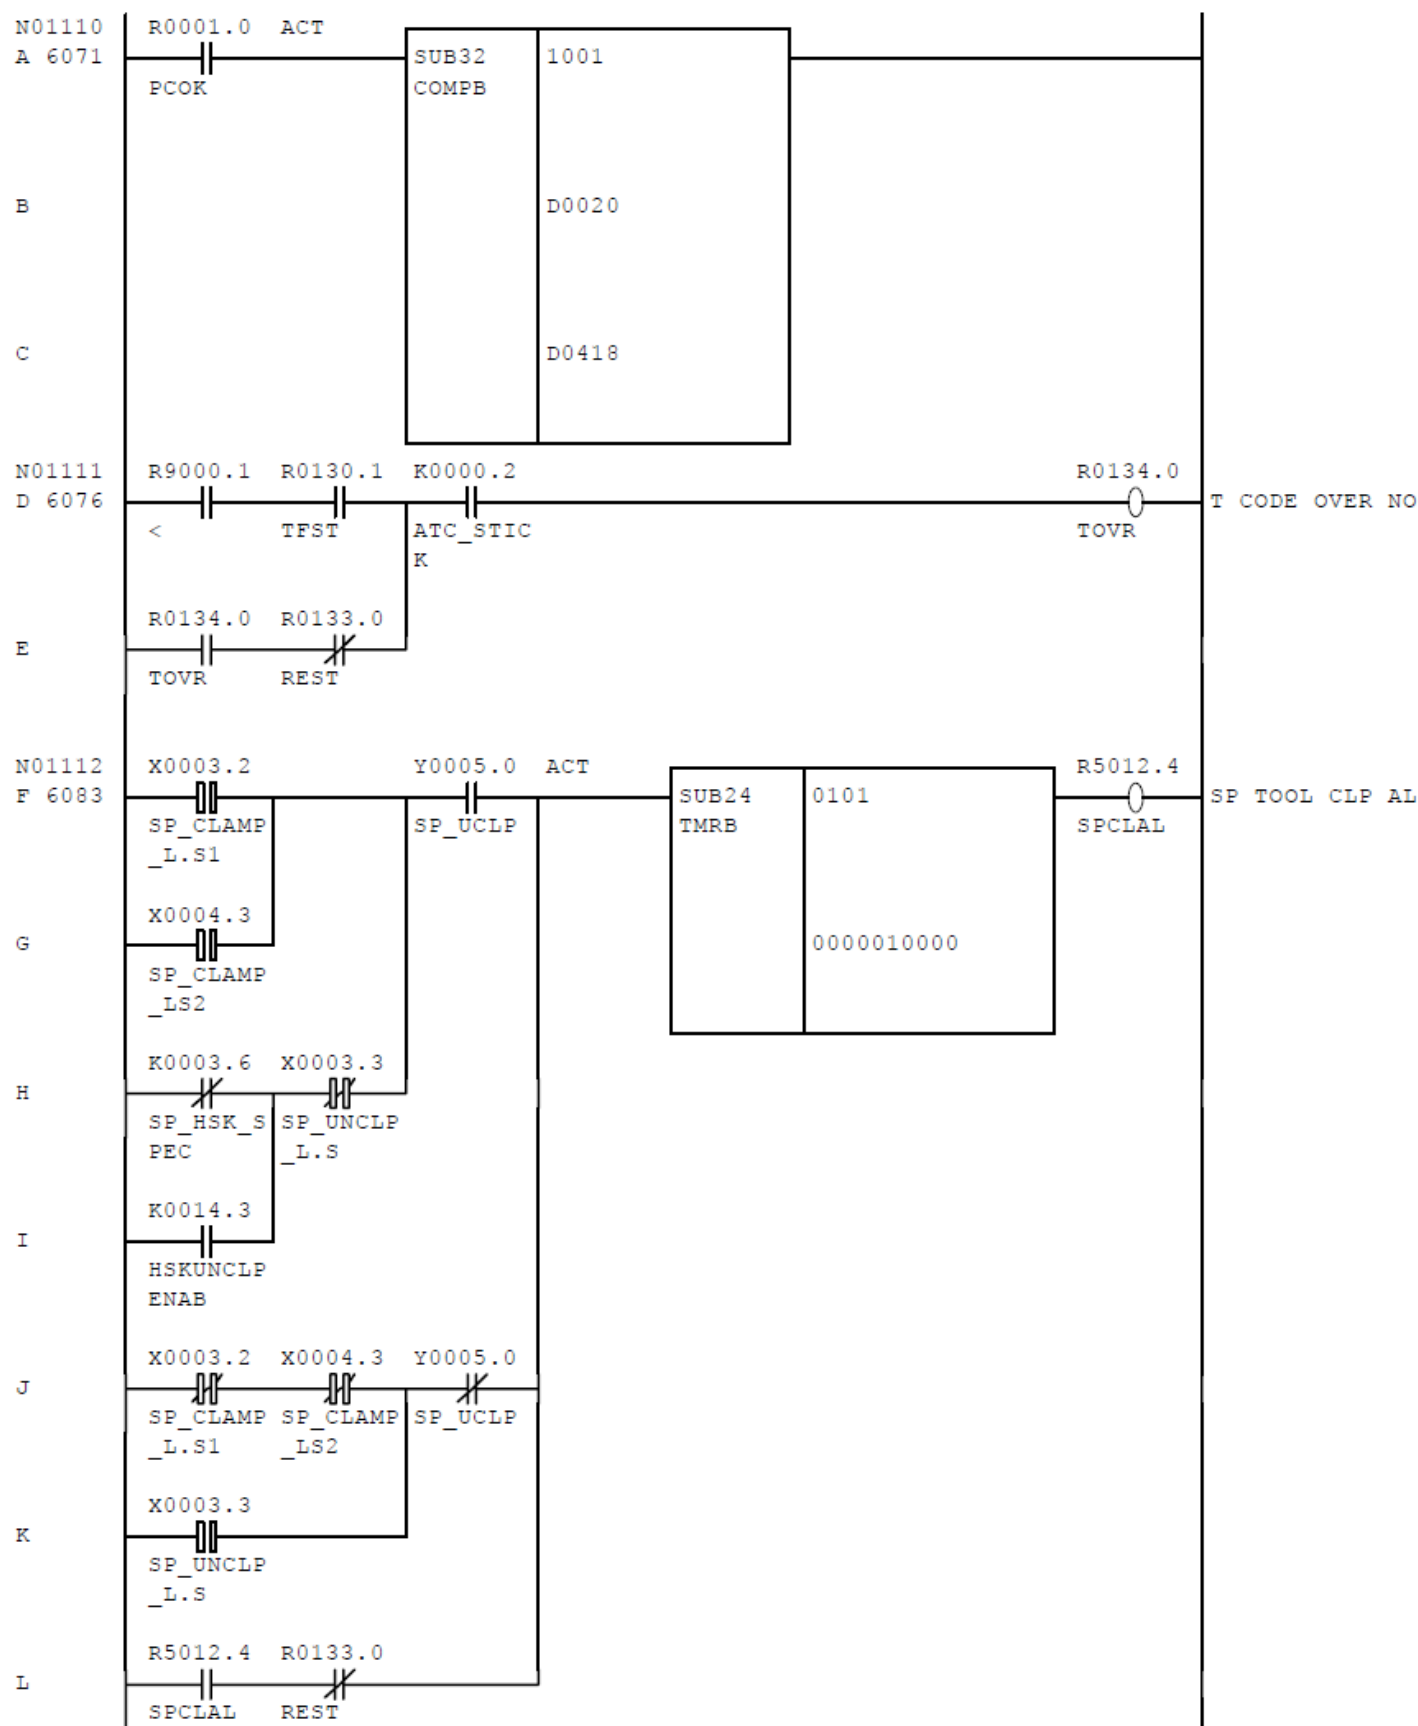 N01110 R0001.0 ACT
A 6071 SUB32 1001
PCOK COMPB
B D0020
C D0418
N01111 R9000.1 R0130.1 K0000.2 R0134.0
D 6076 T CODE OVER NO
< TFST ATC_STIC TOVR
K
R0134.0 R0133.0
E
TOVR REST
N01112 X0003.2 Y0005.0 ACT R5012.4
F 6083 SUB24 0101 SP TOOL CLP AL
SP_CLAMP SP_UCLP TMRB SPCLAL
_L.S1
X0004.3
G 0000010000
SP_CLAMP
_LS2
K0003.6 X0003.3
H
SP_HSK_S SP_UNCLP
PEC _L.S
K0014.3
I
HSKUNCLP
ENAB
X0003.2 X0004.3 Y0005.0
J
SP_CLAMP SP_CLAMP SP_UCLP
_L.S1 _LS2
X0003.3
K
SP_UNCLP
_L.S
R5012.4 R0133.0
L
SPCLAL REST